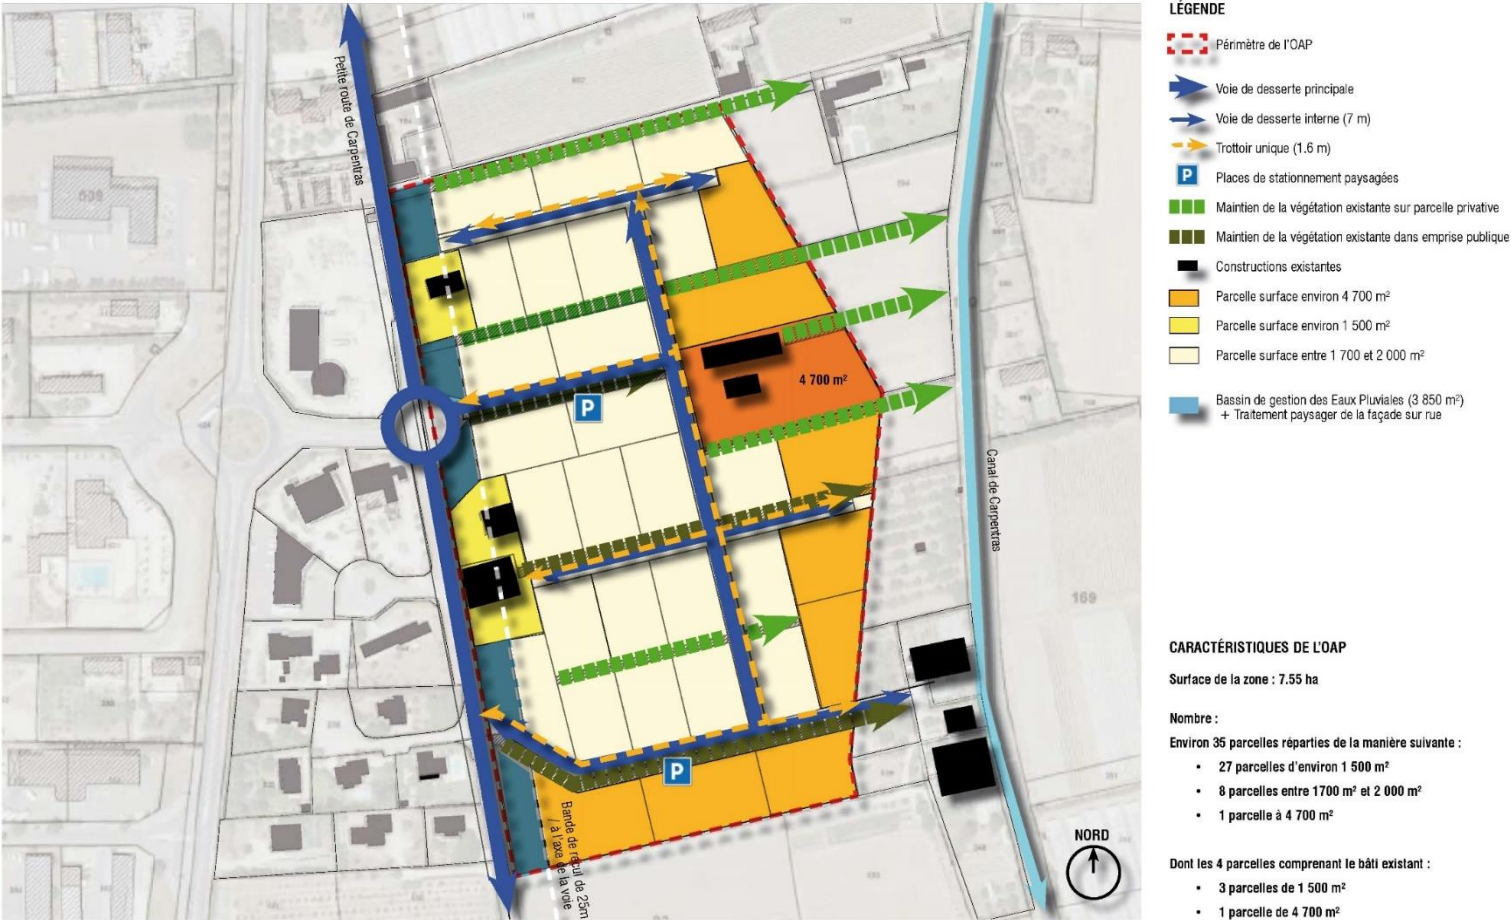 Petite route de Carpentras
P
4 700 m²
Canal de Carpentras
169
P
Bande de recul de 25m
/ à l'axe de la voie
NORD
LÉGENDE
Périmètre de l'OAP
Voie de desserte principale
Voie de desserte interne (7 m)
Trottoir unique (1.6 m)
P Places de stationnement paysagées
Maintien de la végétation existante sur parcelle privative
Maintien de la végétation existante dans emprise publique
Constructions existantes
Parcelle surface environ 4 700 m²
Parcelle surface environ 1 500 m²
Parcelle surface entre 1 700 et 2 000 m²
Bassin de gestion des Eaux Pluviales (3 850 m²)
+ Traitement paysager de la façade sur rue
CARACTÉRISTIQUES DE L'OAP
Surface de la zone : 7.55 ha
Nombre :
Environ 35 parcelles réparties de la manière suivante :
• 27 parcelles d'environ 1 500 m²
• 8 parcelles entre 1700 m² et 2 000 m²
• 1 parcelle à 4 700 m²
Dont les 4 parcelles comprenant le bâti existant :
• 3 parcelles de 1 500 m²
• 1 parcelle de 4 700 m²